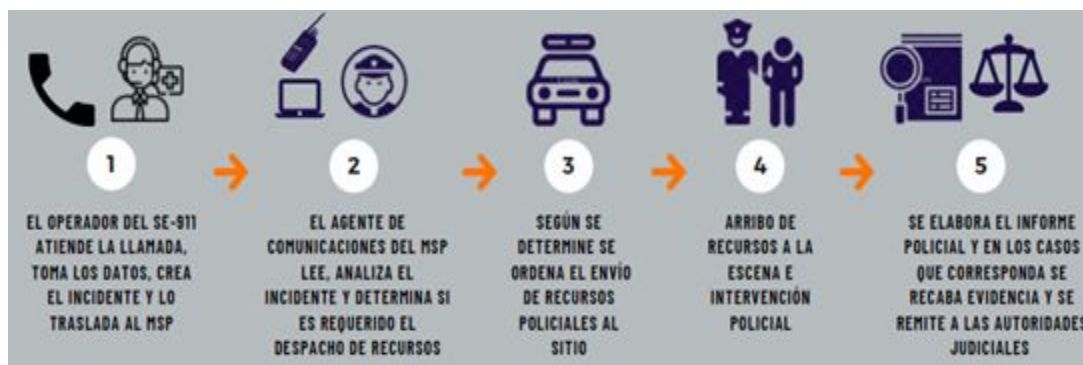 1
EL OPERADOR DEL SE-911
ATIENDE LA LLAMADA,
TOMA LOS DATOS, CREA
EL INCIDENTE Y LO
TRASLADA AL MSP
2
EL AGENTE DE
COMUNICACIONES DEL MSP
LEE, ANALIZA EL
INCIDENTE Y DETERMINA SI
ES REQUERIDO EL
DESPACHO DE RECURSOS
3
SEGÚN SE
DETERMINE SE
ORDENA EL ENVÍO
DE RECURSOS
POLICIALES AL
SITIO
4
ARRIBO DE
RECURSOS A LA
ESCENA E
INTERVENCIÓN
POLICIAL
5
SE ELABORA EL INFORME
POLICIAL Y EN LOS CASOS
QUE CORRESPONDA SE
RECABA EVIDENCIA Y SE
REMITE A LAS AUTORIDADES
JUDICIALES